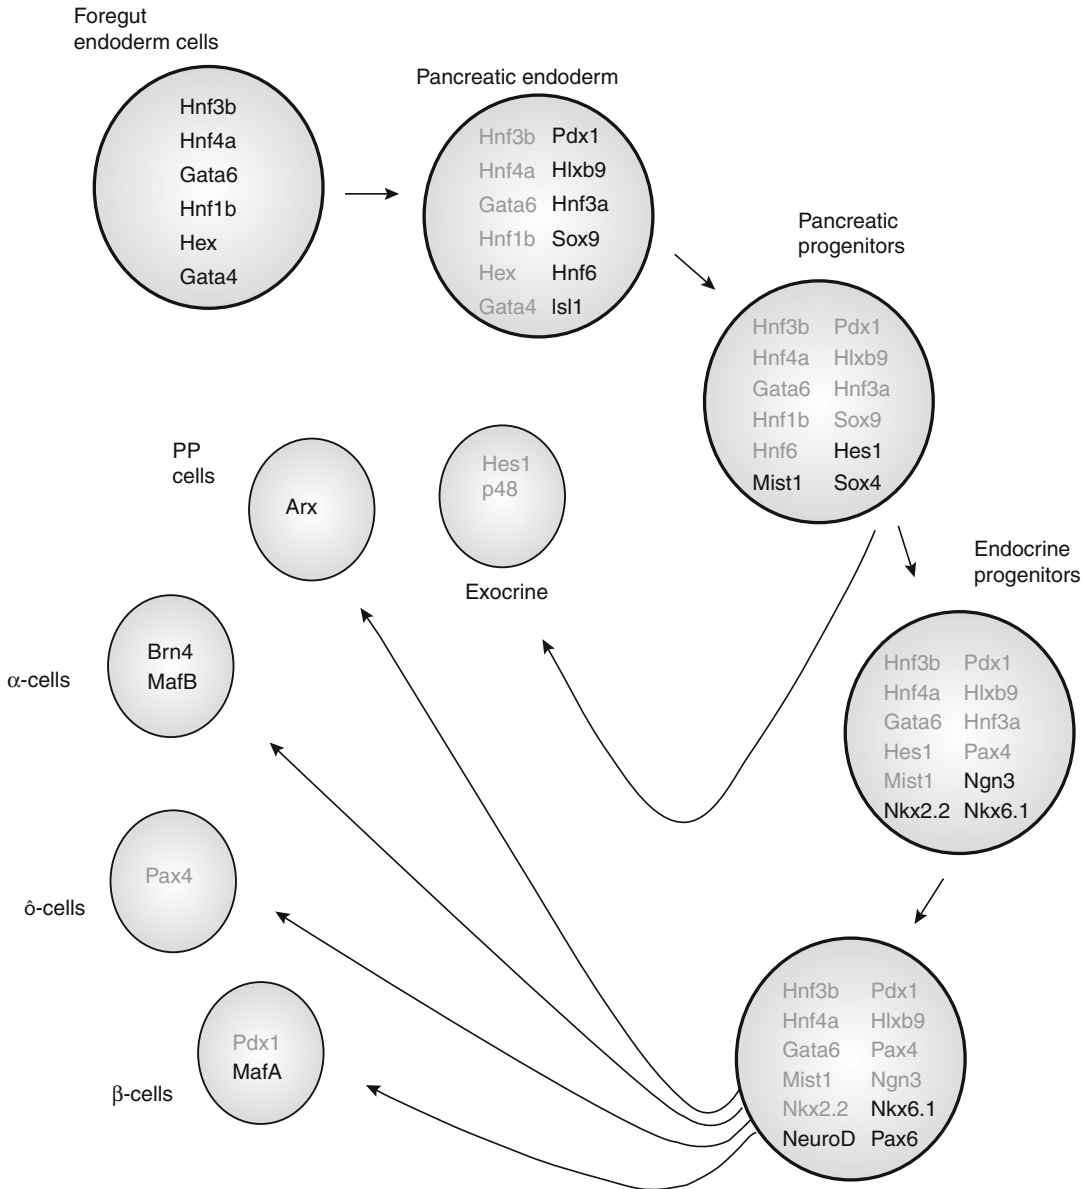 Foregut
endoderm cells
Hnf3b
Hnf4a
Gata6
Hnf1b
Hex
Gata4
Pancreatic endoderm
Hnf3b Pdx1
Hnf4a Hlxb9
Gata6 Hnf3a
Hnf1b Sox9
Hex Hnf6
Gata4 Isl1
Pancreatic
progenitors
Hnf3b Pdx1
Hnf4a Hlxb9
Gata6 Hnf3a
Hnf1b Sox9
Hnf6 Hes1
Mist1 Sox4
PP
cells
Arx
Hes1
p48
Exocrine
Endocrine
progenitors
Hnf3b Pdx1
Hnf4a Hlxb9
Gata6 Hnf3a
Hes1 Pax4
Mist1 Ngn3
Nkx2.2 Nkx6.1
α-cells
Brn4
MafB
ô-cells
Pax4
β-cells
Pdx1
MafA
Hnf3b Pdx1
Hnf4a Hlxb9
Gata6 Pax4
Mist1 Ngn3
Nkx2.2 Nkx6.1
NeuroD Pax6